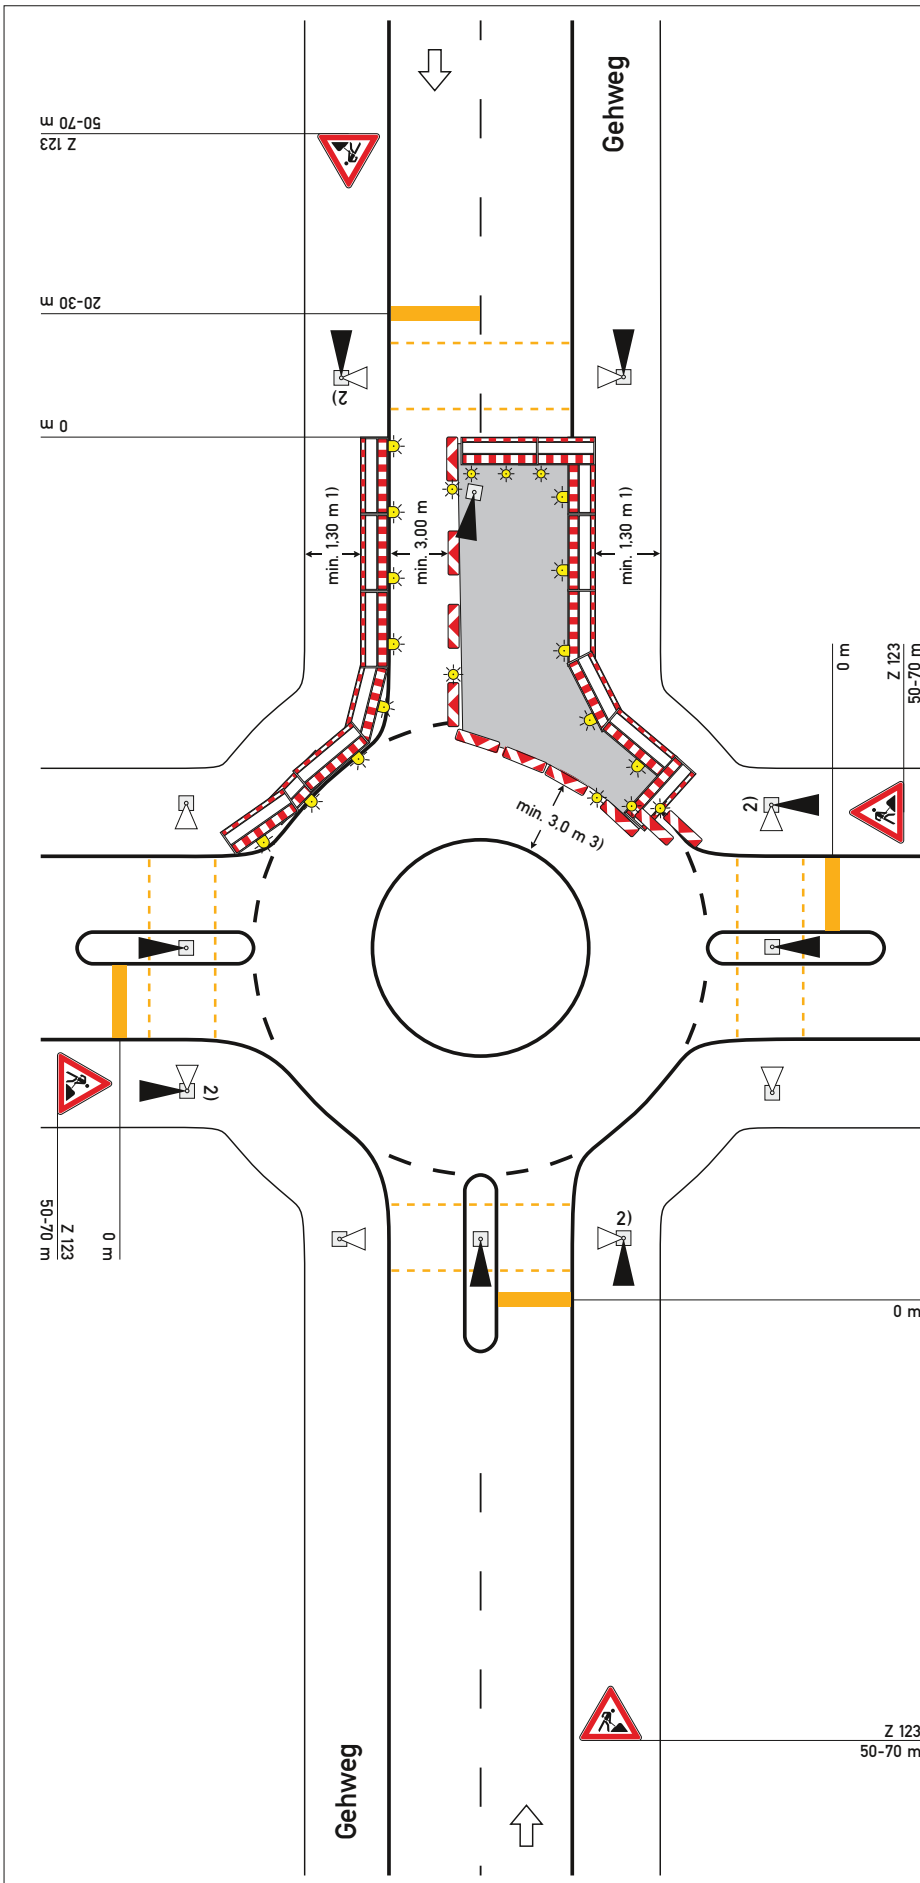 Gehweg
50-70 m
Z 123
20-30 m
2)
0 m
min. 1,30 m 1)
min. 3,00 m
min. 1,30 m 1)
0 m
Z 123
50-70 m
2)
min. 3,0 m 3)
2)
50-70 m
Z 123
0 m
2)
0 m
Z 123
50-70 m
Gehweg